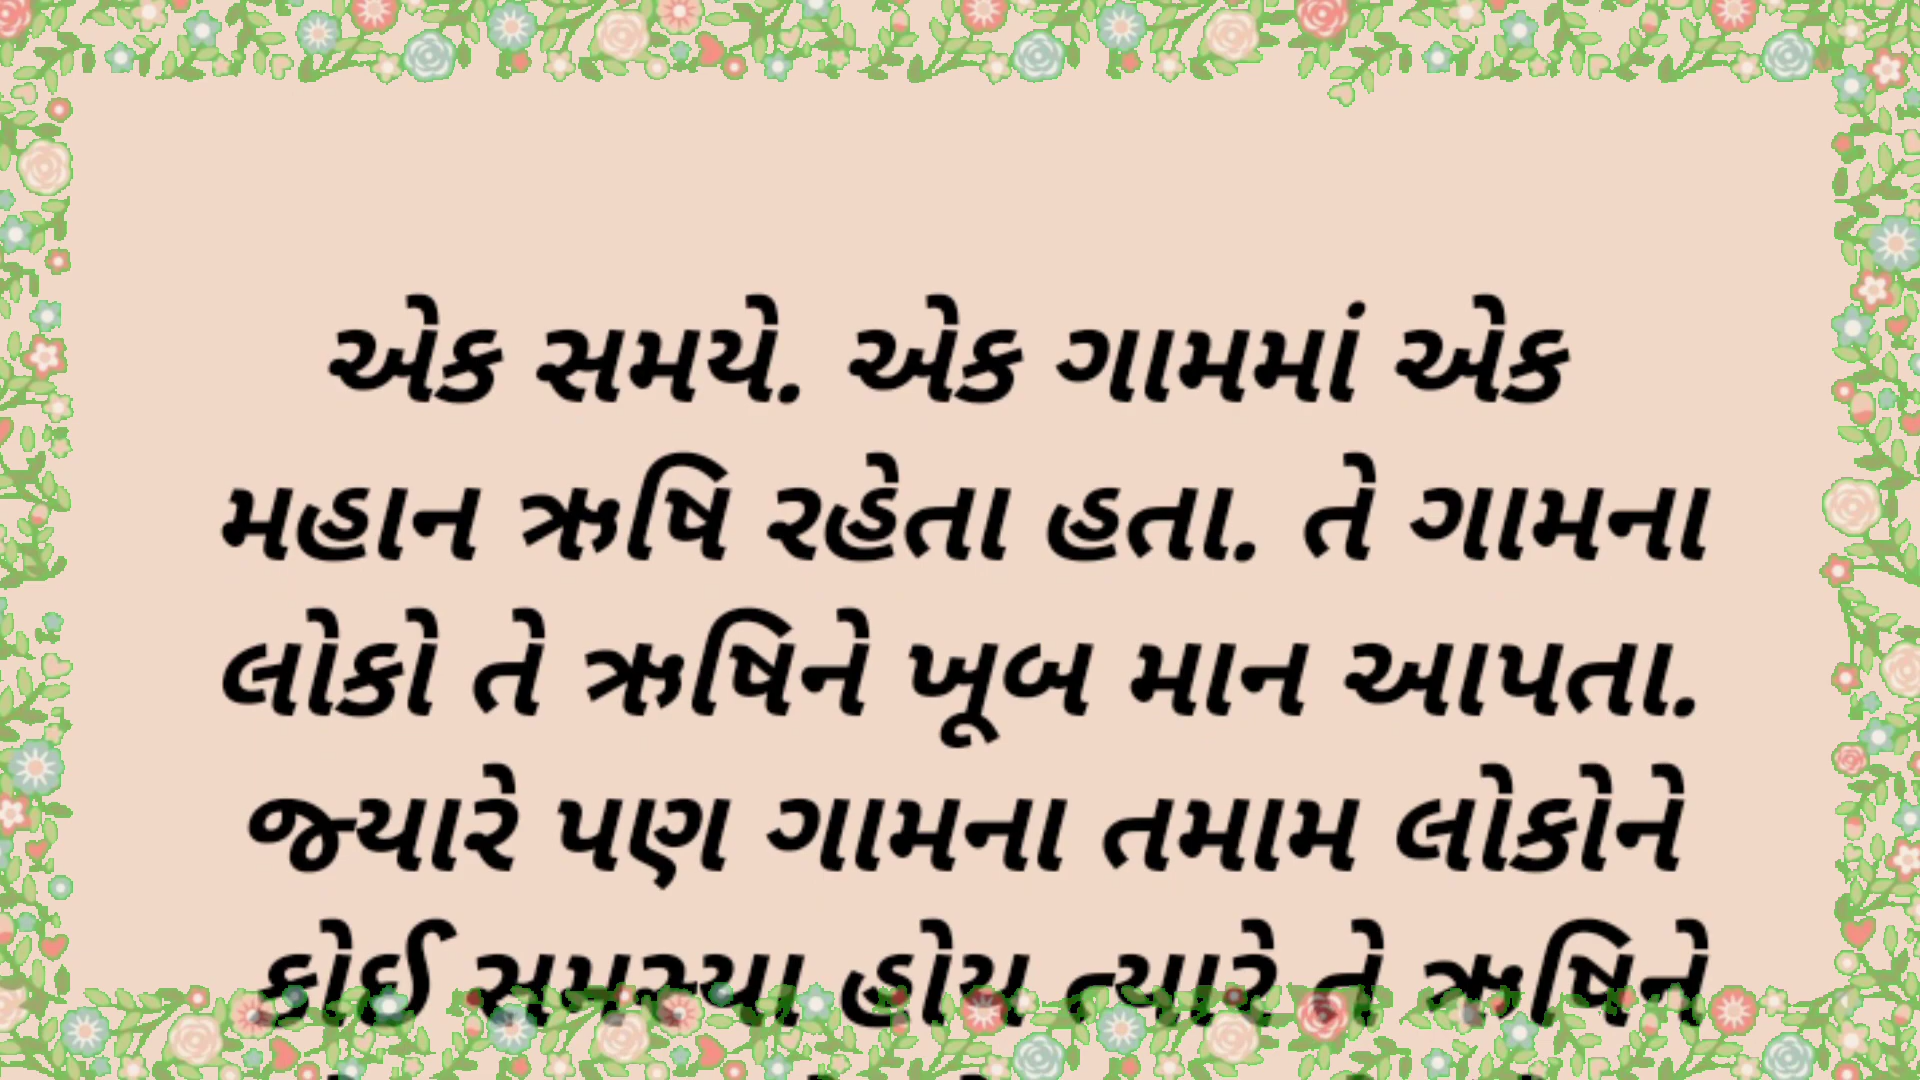 એક સમયે. એક ગામમાં એક
મહાન ઋષિ રહેતા હતા. તે ગામના
લોકો તે ઋષિને ખૂબ માન આપતા.
જ્યારે પણ ગામના તમામ લોકોને
કોઈ સમસ્યા હોય ત્યારે તે ઋષિને